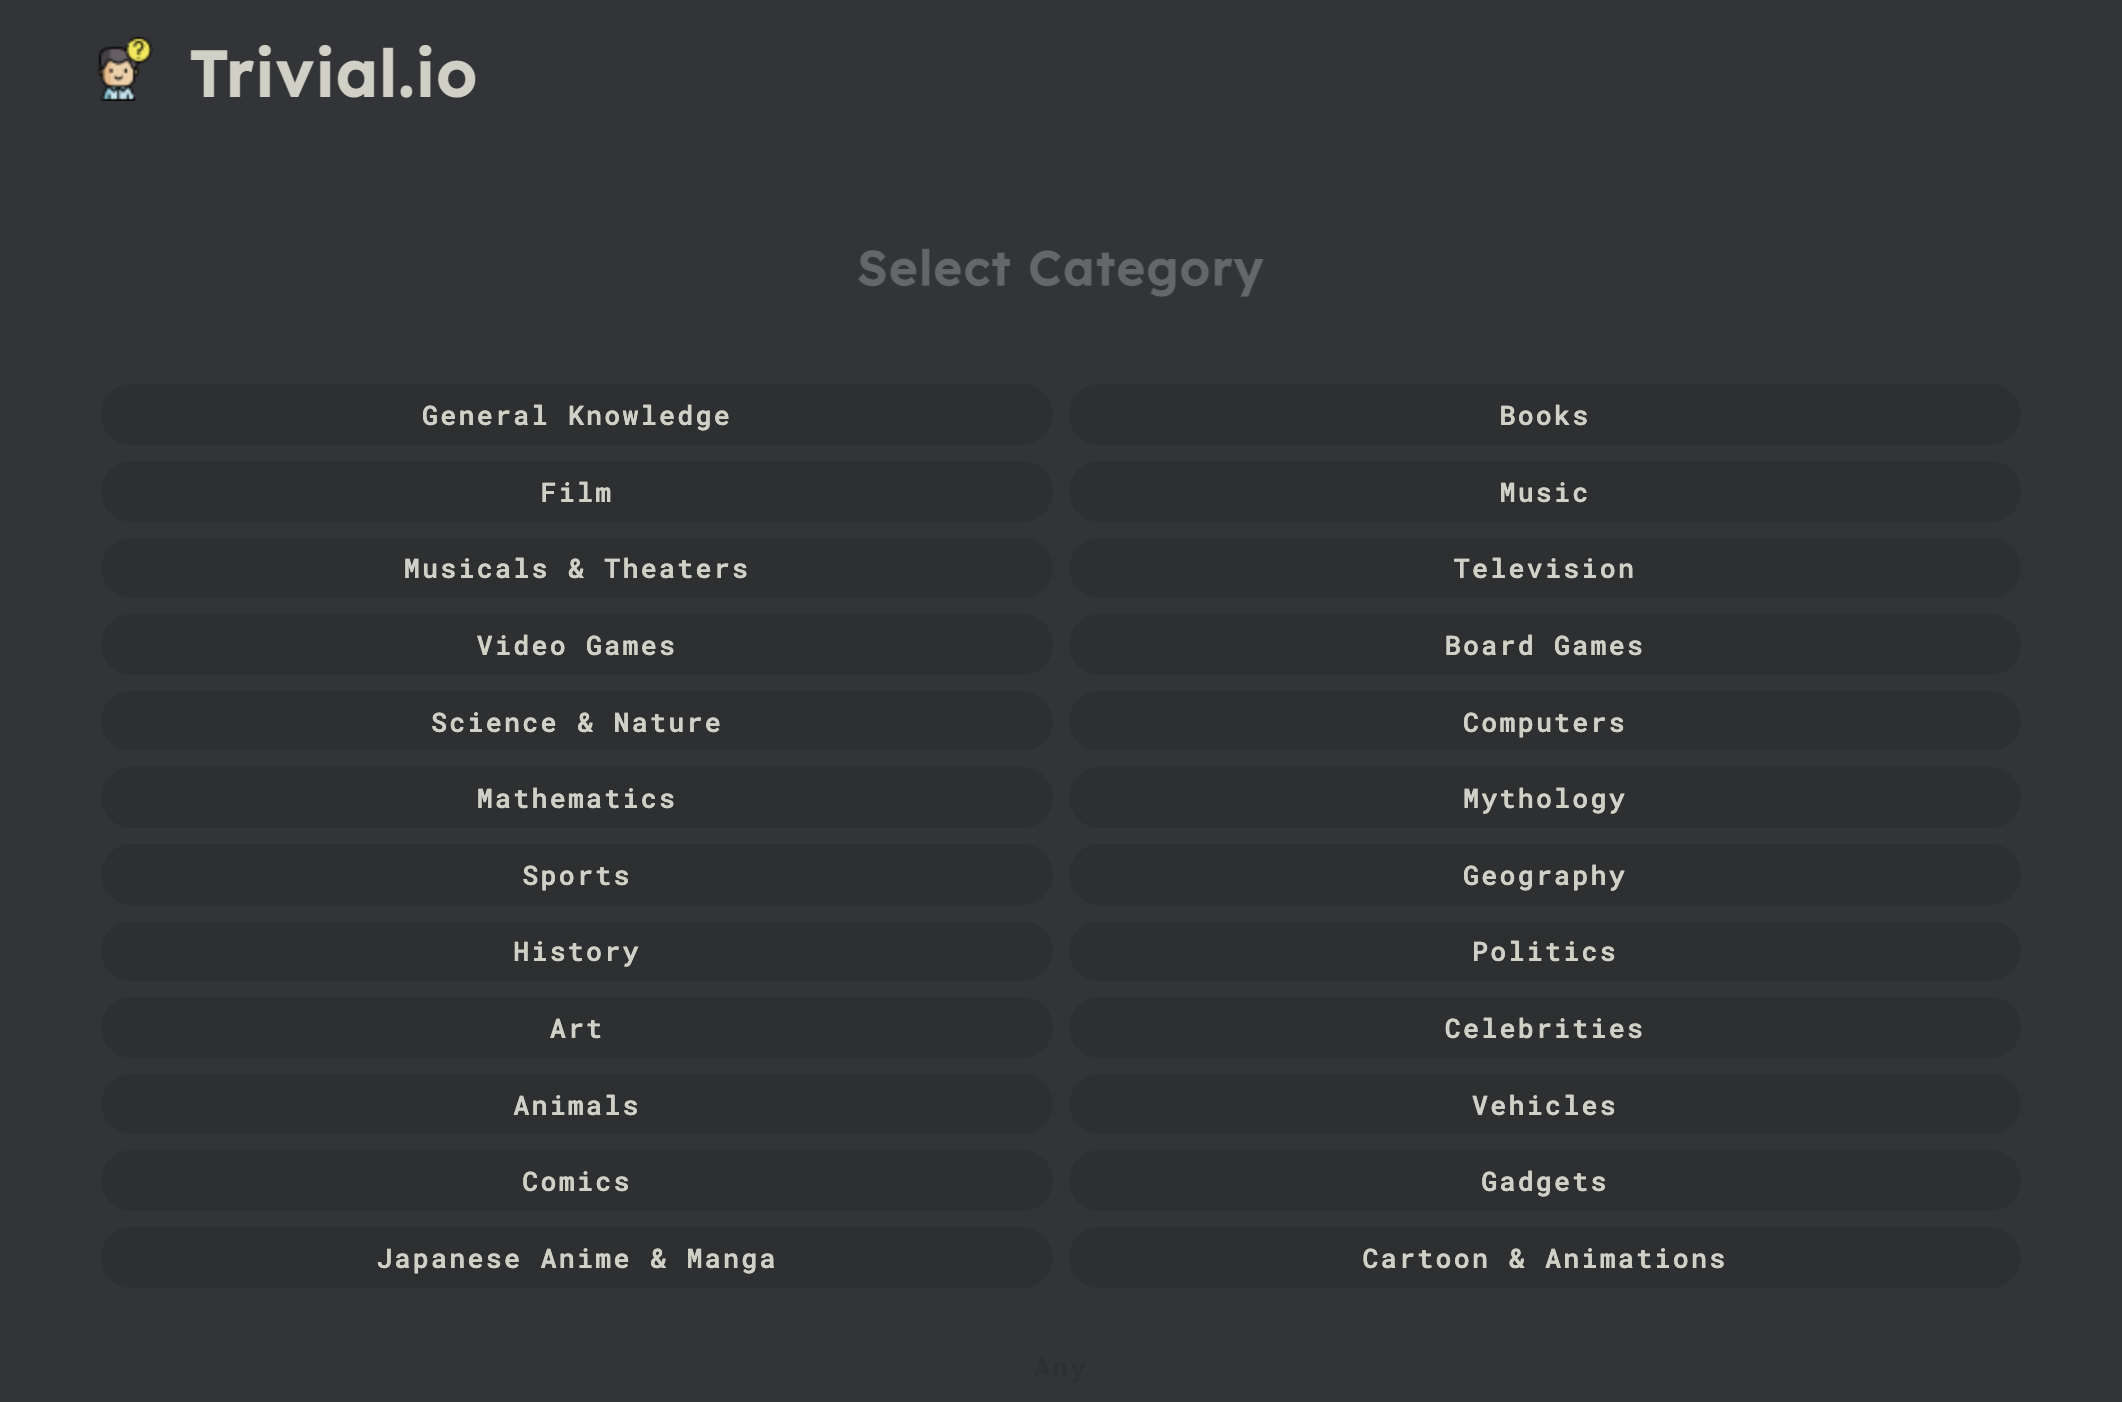 ?
Trivial.io
Select Category
General Knowledge
Books
Film
Music
Musicals & Theaters
Television
Video Games
Board Games
Science & Nature
Computers
Mathematics
Mythology
Sports
Geography
History
Politics
Art
Celebrities
Animals
Vehicles
Comics
Gadgets
Japanese Anime & Manga
Cartoon & Animations
Any